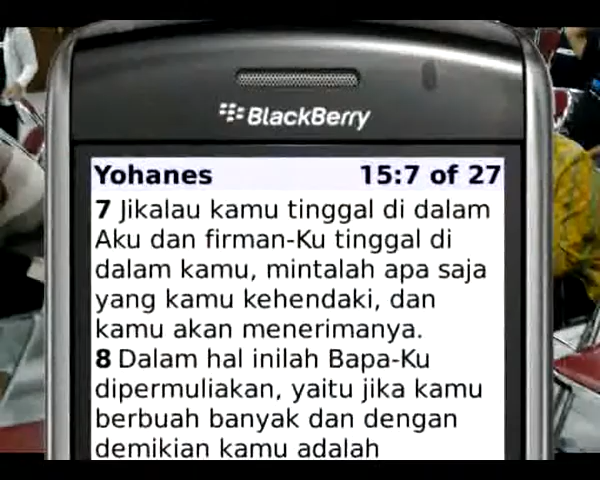 BlackBerry
Yohanes 15:7 of 27
7 Jikalau kamu tinggal di dalam
Aku dan firman-Ku tinggal di
dalam kamu, mintalah apa saja
yang kamu kehendaki, dan
kamu akan menerimanya.
8 Dalam hal inilah Bapa-Ku
dipermuliakan, yaitu jika kamu
berbuah banyak dan dengan
demikian kamu adalah